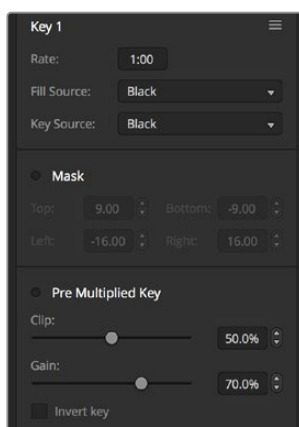 Key 1
Rate: 1:00
Fill Source: Black
Key Source: Black
Mask
Top: 9.00 Bottom: -9.00
Left: -16.00 Right: 16.00
Pre Multiplied Key
Clip:
50.0%
Gain:
70.0%
Invert key